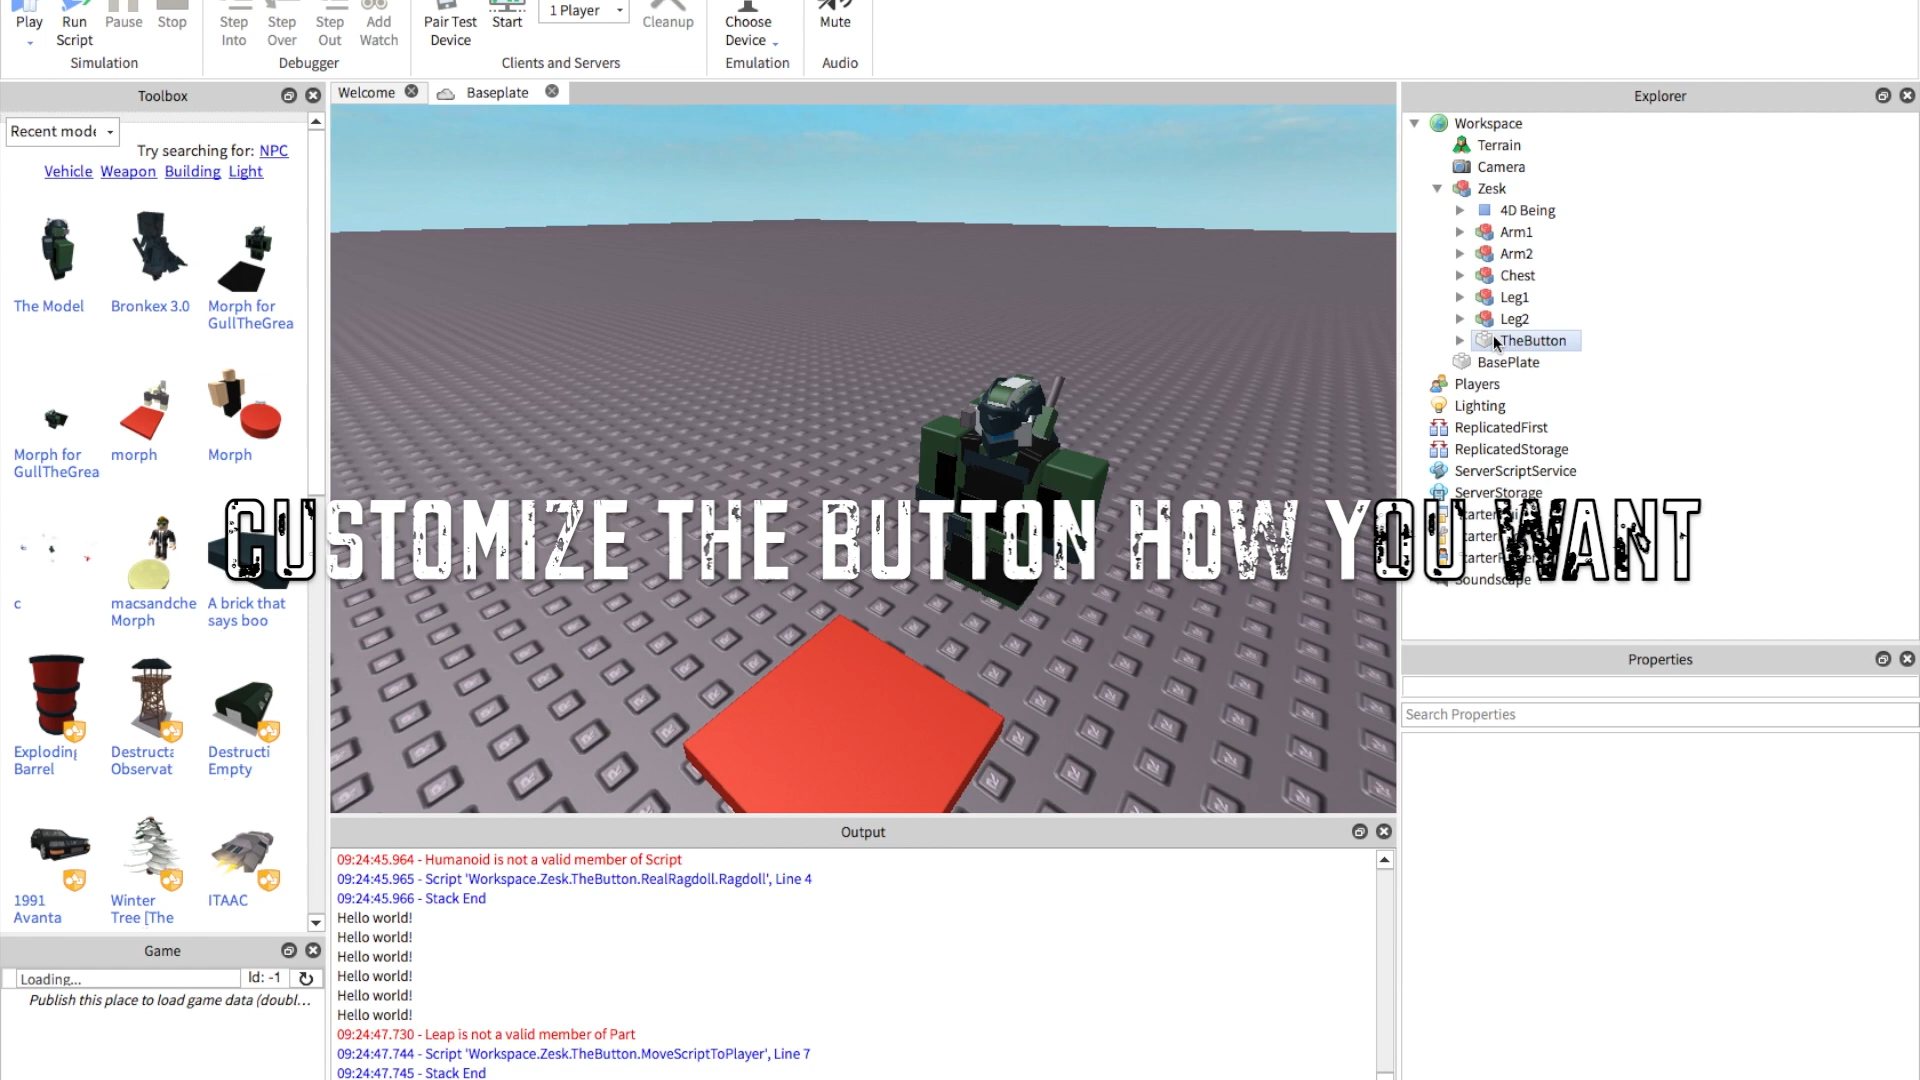 Play
Run
Script
Pause
Stop
Simulation
Step
Into
Step
Over
Step
Out
Add
Watch
Debugger
Pair Test
Device
Start
1 Player
Cleanup
Clients and Servers
Choose
Device
Emulation
Mute
Audio
Toolbox
Recent mode
Try searching for: NPC
Vehicle Weapon Building Light
The Model
Bronkex 3.0
Morph for
GullTheGrea
Morph for
GullTheGrea
morph
Morph
c
macsandche
Morph
A brick that
says boo
Exploding
Barrel
Destructa
Observat
Destructi
Empty
1991
Avanta
Winter
Tree [The
ITAAC
Game
Loading...
Id: -1
Publish this place to load game data (doubl...
Welcome
Baseplate
CUSTOMIZE THE BUTTON HOW YOU WANT
Output
09:24:45.964 - Humanoid is not a valid member of Script
09:24:45.965 - Script 'Workspace.Zesk.TheButton.RealRagdoll.Ragdoll', Line 4
09:24:45.966 - Stack End
Hello world!
Hello world!
Hello world!
Hello world!
Hello world!
Hello world!
09:24:47.730 - Leap is not a valid member of Part
09:24:47.744 - Script 'Workspace.Zesk.TheButton.MoveScriptToPlayer', Line 7
09:24:47.745 - Stack End
Explorer
Workspace
Terrain
Camera
Zesk
4D Being
Arm1
Arm2
Chest
Leg1
Leg2
TheButton
BasePlate
Players
Lighting
ReplicatedFirst
ReplicatedStorage
ServerScriptService
ServerStorage
Soundscape
Properties
Search Properties